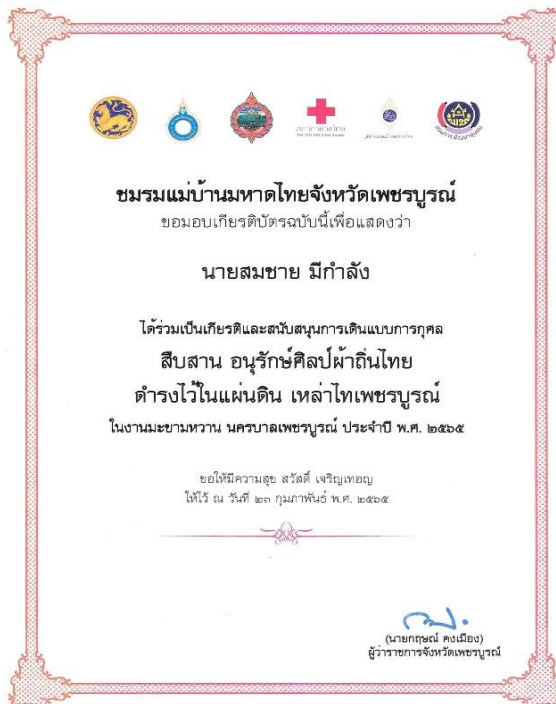 สภากาชาดไทย
ชมรมแม่บ้านมหาดไทยจังหวัดเพชรบูรณ์
ขอมอบเกียรติบัตรฉบับนี้เพื่อแสดงว่า
นายสมชาย มีกำลัง
ได้ร่วมเป็นเกียรติและสนับสนุนการเดินแบบการกุศล
สืบสาน อนุรักษ์ศิลป์ผ้าถิ่นไทย
ดำรงไว้ในแผ่นดิน เหล่าไทเพชรบูรณ์
ในงานมะขามหวาน นครบาลเพชรบูรณ์ ประจำปี พ.ศ. ๒๕๖๕
ขอให้มีความสุข สวัสดิ์ เจริญเทอญ
ให้ไว้ ณ วันที่ ๒๓ กุมภาพันธ์ พ.ศ. ๒๕๖๕
(นายกฤษณ์ คงเมือง)
ผู้ว่าราชการจังหวัดเพชรบูรณ์